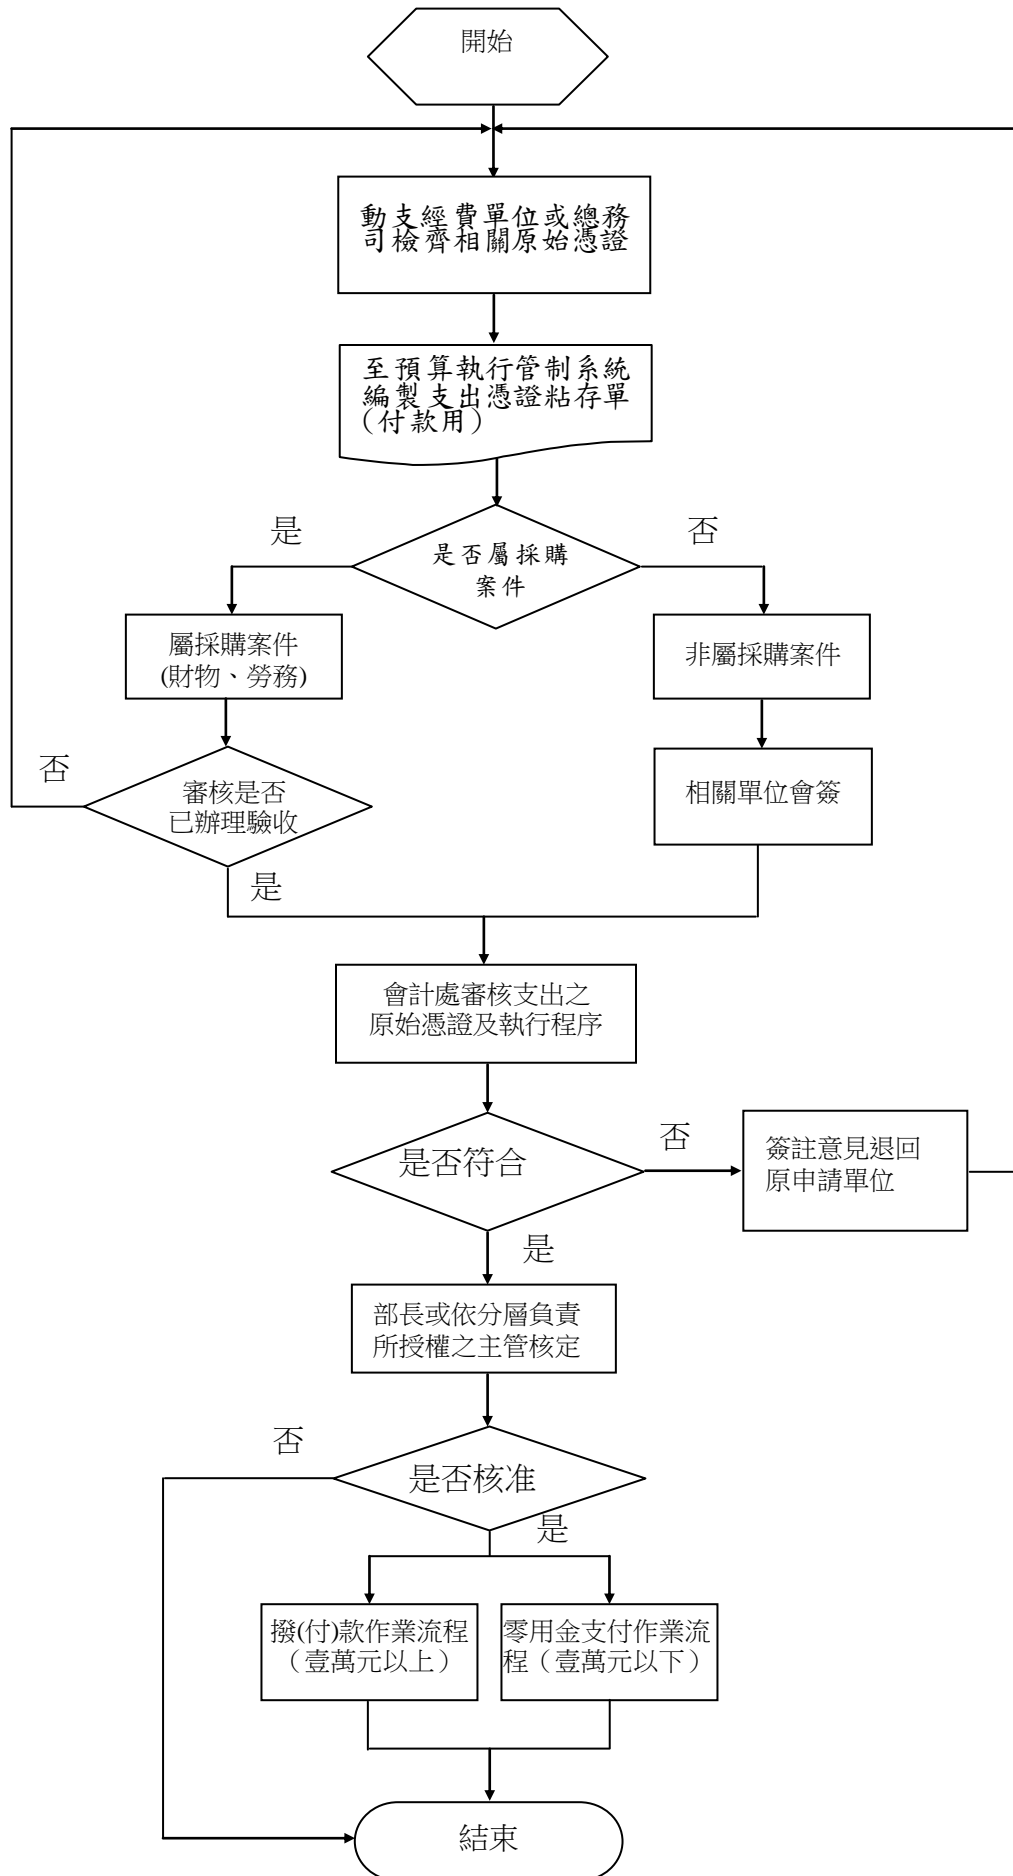 開始
動支經費單位或總務
司檢齊相關原始憑證
至預算執行管制系統
編製支出憑證粘存單
（付款用）
是
否
是否屬採購
案件
屬採購案件
(財物、勞務)
非屬採購案件
否
審核是否
已辦理驗收
相關單位會簽
是
會計處審核支出之
原始憑證及執行程序
是否符合
否
簽註意見退回
原申請單位
是
部長或依分層負責
所授權之主管核定
否
是否核准
是
撥(付)款作業流程
（壹萬元以上）
零用金支付作業流
程（壹萬元以下）
結束